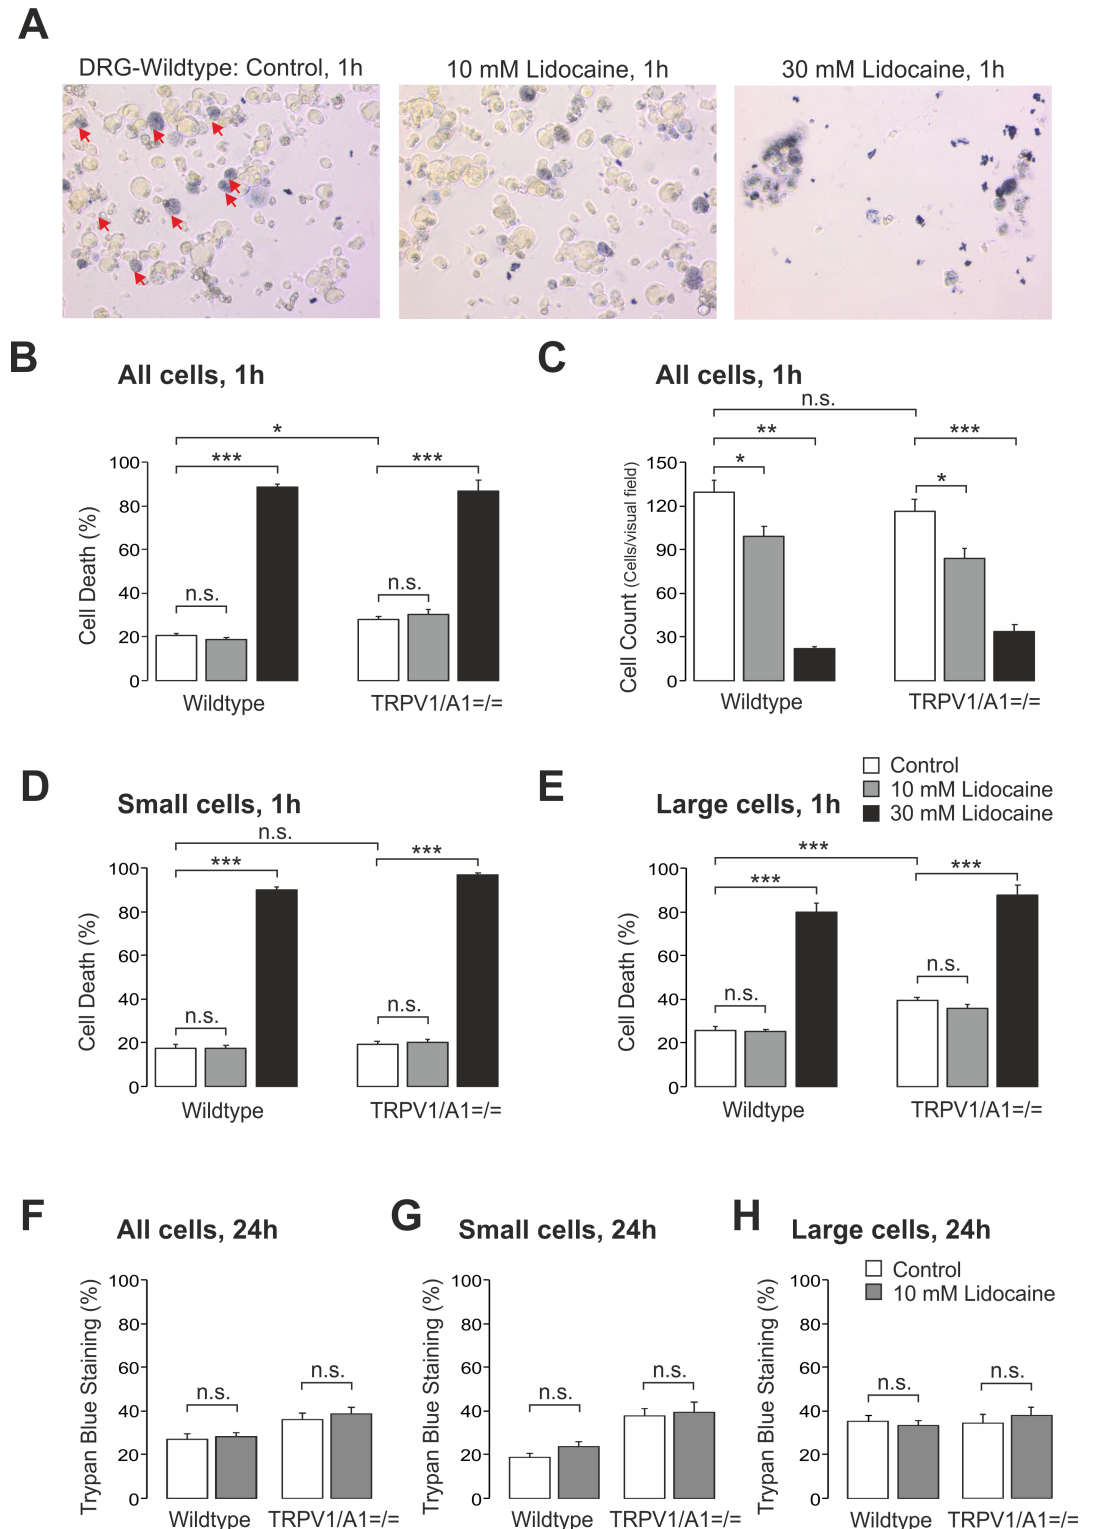 A
DRG-Wildtype: Control, 1h
10 mM Lidocaine, 1h
30 mM Lidocaine, 1h
B
All cells, 1h
*
***
***
n.s.
n.s.
100
80
60
40
20
0
Cell Death (%)
Wildtype
TRPV1/A1=/=
C
All cells, 1h
n.s.
**
***
*
*
150
120
90
60
30
0
Cell Count (Cells/visual field)
Wildtype
TRPV1/A1=/=
Control
10 mM Lidocaine
30 mM Lidocaine
D
Small cells, 1h
n.s.
***
***
n.s.
n.s.
100
80
60
40
20
0
Cell Death (%)
Wildtype
TRPV1/A1=/=
E
Large cells, 1h
***
***
***
n.s.
n.s.
100
80
60
40
20
0
Cell Death (%)
Wildtype
TRPV1/A1=/=
F
All cells, 24h
100
80
60
40
20
0
Trypan Blue Staining (%)
n.s.
n.s.
Wildtype
TRPV1/A1=/=
G
Small cells, 24h
100
80
60
40
20
0
Trypan Blue Staining (%)
n.s.
n.s.
Wildtype
TRPV1/A1=/=
H
Large cells, 24h
Control
10 mM Lidocaine
100
80
60
40
20
0
Trypan Blue Staining (%)
n.s.
n.s.
Wildtype
TRPV1/A1=/=